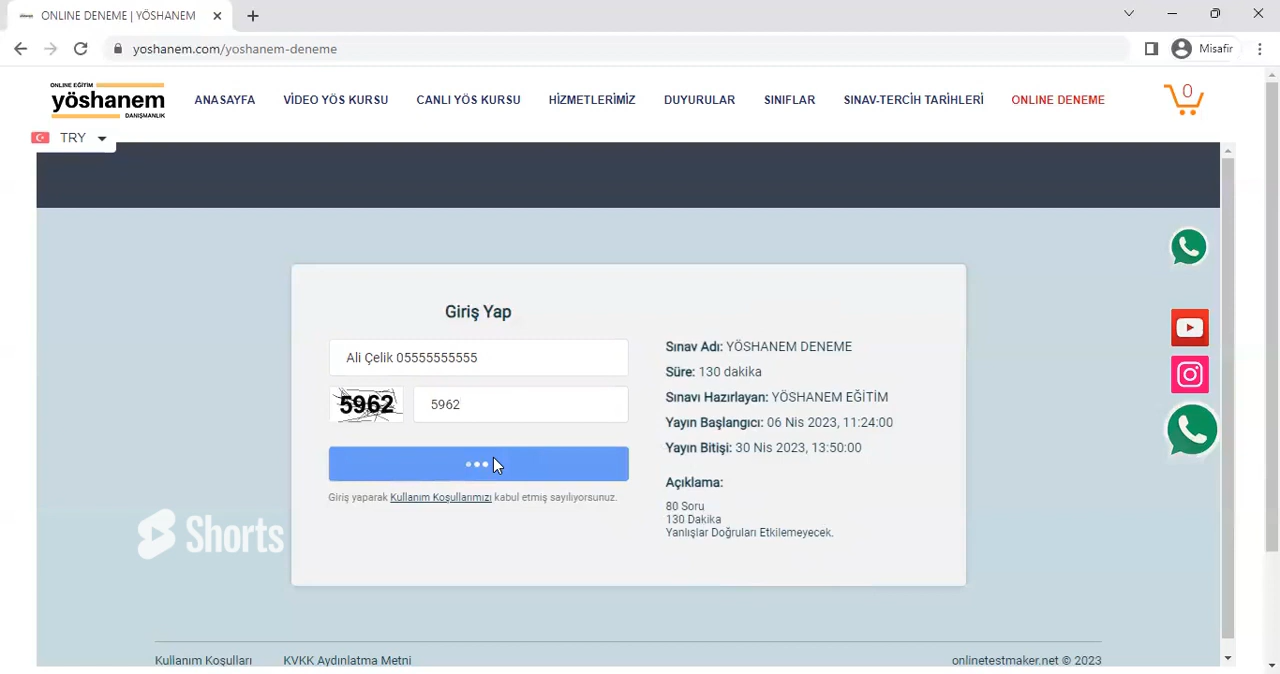 ONLINE DENEME | YÖSHANEM
yoshanem.com/yoshanem-deneme
Misafir
ONLINE EĞİTİM
yöshanem
DANIŞMANLIK
ANASAYFA
VİDEO YÖS KURSU
CANLI YÖS KURSU
HİZMETLERİMİZ
DUYURULAR
SINIFLAR
SINAV-TERCİH TARİHLERİ
ONLINE DENEME
0
TRY
Giriş Yap
Ali Çelik 05555555555
5962
5962
Giriş yaparak Kullanım Koşullarımızı kabul etmiş sayılıyorsunuz.
Sınav Adı: YÖSHANEM DENEME
Süre: 130 dakika
Sınavı Hazırlayan: YÖSHANEM EĞİTİM
Yayın Başlangıcı: 06 Nis 2023, 11:24:00
Yayın Bitişi: 30 Nis 2023, 13:50:00
Açıklama:
80 Soru
130 Dakika
Yanlışlar Doğruları Etkilemeyecek.
Shorts
Kullanım Koşulları
KVKK Aydınlatma Metni
onlinetestmaker.net © 2023